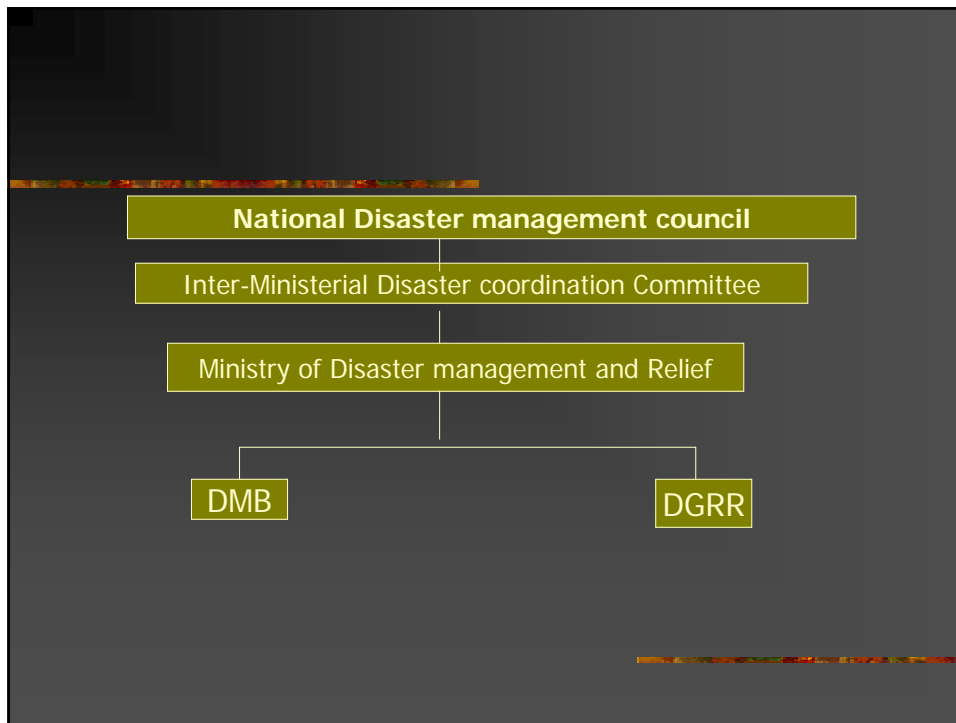 National Disaster management council
Inter-Ministerial Disaster coordination Committee
Ministry of Disaster management and Relief
DMB
DGRR